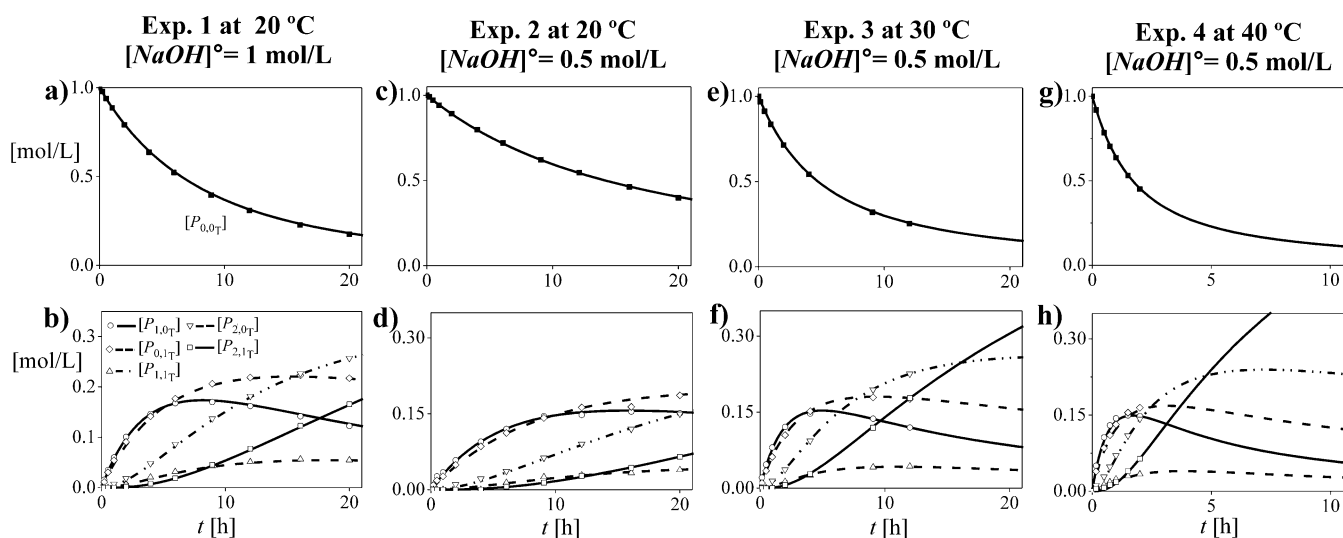 Exp. 1 at 20 ºC
[NaOH]°= 1 mol/L
Exp. 2 at 20 ºC
[NaOH]°= 0.5 mol/L
Exp. 3 at 30 ºC
[NaOH]°= 0.5 mol/L
Exp. 4 at 40 ºC
[NaOH]°= 0.5 mol/L
a)
1.0
[mol/L]
0.5
[P0,0T]
0.0
0 10 20
c)
1.0
0.5
0.0
0 10 20
e)
1.0
0.5
0.0
0 10 20
g)
1.0
0.5
0.0
0 5 10
b)
0.3
[mol/L]
0.2
0.1
0.0
[P1,0T] [P2,0T]
[P0,1T] [P2,1T]
[P1,1T]
0 10 20
t [h]
d)
0.30
0.15
0.00
0 10 20
t [h]
f)
0.30
0.15
0.00
0 10 20
t [h]
h)
0.30
0.15
0.00
0 5 10
t [h]